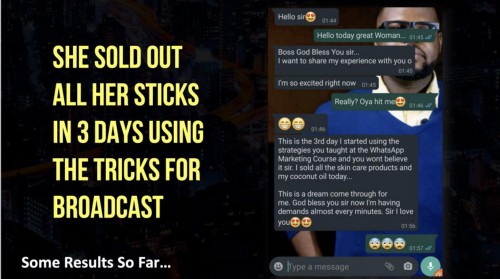 SHE SOLD OUT
ALL HER STICKS
IN 3 DAYS USING
THE TRICKS FOR
BROADCAST
Some Results So Far...
Hello sir😍 01:44
Hello today great Woman... 01:45
Boss God Bless You sir...
I want to share my experience with you o
01:45
I'm so excited right now 01:45
Really? Oya hit me😍 01:46
😁😁 01:46
This is the 3rd day I started using the
strategies you taught at the WhatsApp
Marketing Course and you wont believe
it sir. I sold all the skin care products and
my coconut oil today...
This is a dream come through for
me. God bless you sir now I'm having
demands almost every minutes. Sir I love
you😍😍 01:56
😨😨😨 01:57
Type a message